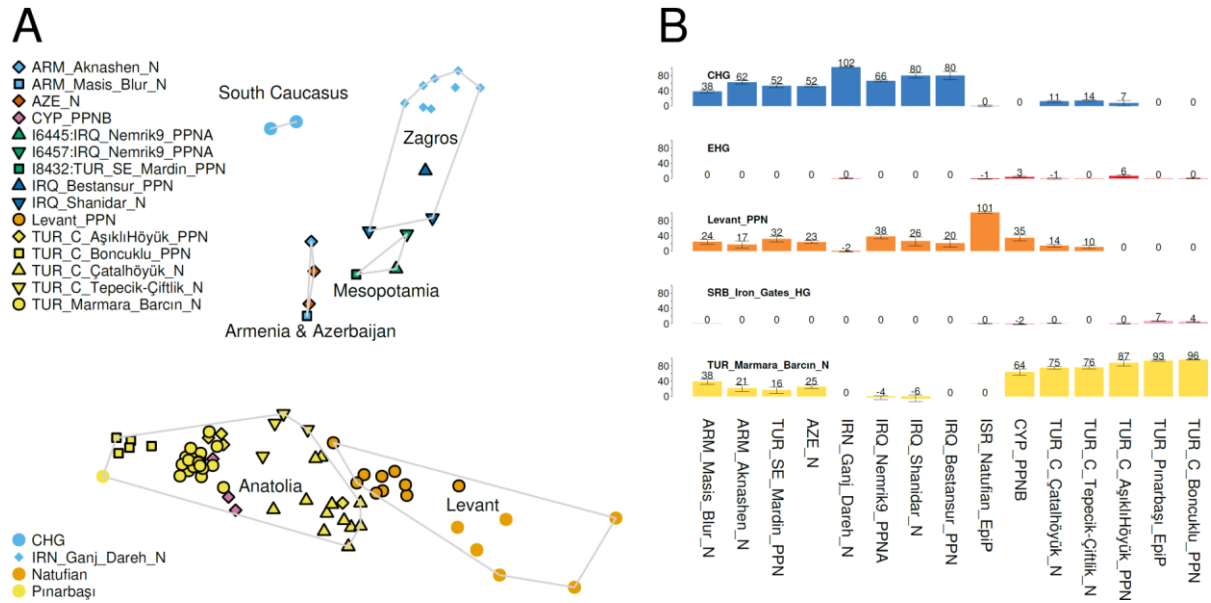 A
ARM_Aknashen_N
ARM_Masis_Blur_N
AZE_N
CYP_PPNB
I6445:IRQ_Nemrik9_PPNA
I6457:IRQ_Nemrik9_PPNA
I8432:TUR_SE_Mardin_PPN
IRQ_Bestansur_PPN
IRQ_Shanidar_N
Levant_PPN
TUR_C_AşıklıHöyük_PPN
TUR_C_Boncuklu_PPN
TUR_C_Çatalhöyük_N
TUR_C_Tepecik-Çiftlik_N
TUR_Marmara_Barcın_N
South Caucasus
Zagros
Mesopotamia
Armenia & Azerbaijan
Anatolia
Levant
CHG
IRN_Ganj_Dareh_N
Natufian
Pınarbaşı
B
CHG
80
40
0
38 62 52 52 102 66 80 80 0 0 11 14 7 0 0
EHG
80
40
0
0 0 0 0 0 0 0 0 -1 3 -1 0 6 0 0
Levant_PPN
80
40
0
24 17 32 23 -2 38 26 20 101 35 14 10 0 0 0
SRB_Iron_Gates_HG
80
40
0
0 0 0 0 0 0 0 0 0 -2 0 0 0 7 4
TUR_Marmara_Barcın_N
80
40
0
38 21 16 25 0 -4 -6 0 0 64 75 76 87 93 96
ARM_Masis_Blur_N
ARM_Aknashen_N
TUR_SE_Mardin_PPN
AZE_N
IRN_Ganj_Dareh_N
IRQ_Nemrik9_PPNA
IRQ_Shanidar_N
IRQ_Bestansur_PPN
ISR_Natufian_EpiP
CYP_PPNB
TUR_C_Çatalhöyük_N
TUR_C_Tepecik-Çiftlik_N
TUR_C_AşıklıHöyük_PPN
TUR_Pınarbaşı_EpiP
TUR_C_Boncuklu_PPN